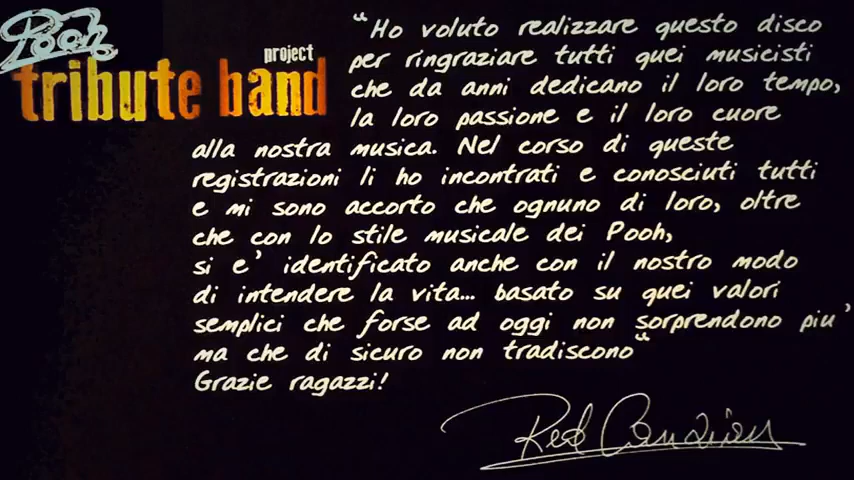 Pooh
project
tribute band
“Ho voluto realizzare questo disco
per ringraziare tutti quei musicisti
che da anni dedicano il loro tempo,
la loro passione e il loro cuore
alla nostra musica. Nel corso di queste
registrazioni li ho incontrati e conosciuti tutti
e mi sono accorto che ognuno di loro, oltre
che con lo stile musicale dei Pooh,
si e' identificato anche con il nostro modo
di intendere la vita... basato su quei valori
semplici che forse ad oggi non sorprendono piu'
ma che di sicuro non tradiscono“
Grazie ragazzi!
Red Canzian